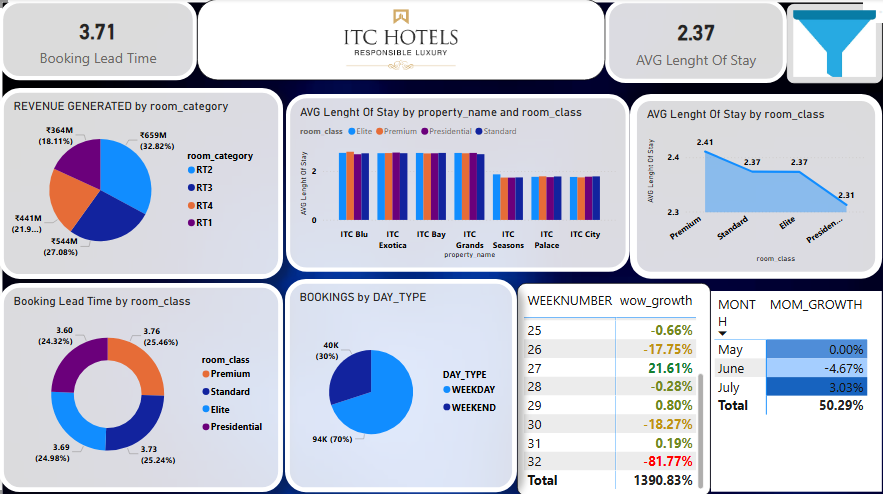 3.71
Booking Lead Time
ITC HOTELS
RESPONSIBLE LUXURY
2.37
AVG Lenght Of Stay
REVENUE GENERATED by room_category
₹364M
(18.11%)
₹659M
(32.82%)
₹441M
(21.9...)
₹544M
(27.08%)
room_category
RT2
RT3
RT4
RT1
AVG Lenght Of Stay by property_name and room_class
room_class Elite Premium Presidential Standard
AVG Lenght Of Stay
2
0
ITC Blu ITC Exotica ITC Bay ITC Grands ITC Seasons ITC Palace ITC City
property_name
AVG Lenght Of Stay by room_class
AVG Lenght Of Stay
2.4
2.3
2.41
2.37
2.37
2.31
Premium
Standard
Elite
Presiden...
room_class
Booking Lead Time by room_class
3.60
(24.32%)
3.76
(25.46%)
3.69
(24.98%)
3.73
(25.24%)
room_class
Premium
Standard
Elite
Presidential
BOOKINGS by DAY_TYPE
40K
(30%)
94K (70%)
DAY_TYPE
WEEKDAY
WEEKEND
WEEKNUMBER wow_growth
25 -0.66%
26 -17.75%
27 21.61%
28 -0.28%
29 0.80%
30 -18.27%
31 0.19%
32 -81.77%
Total 1390.83%
MONT
H
MOM_GROWTH
May 0.00%
June -4.67%
July 3.03%
Total 50.29%